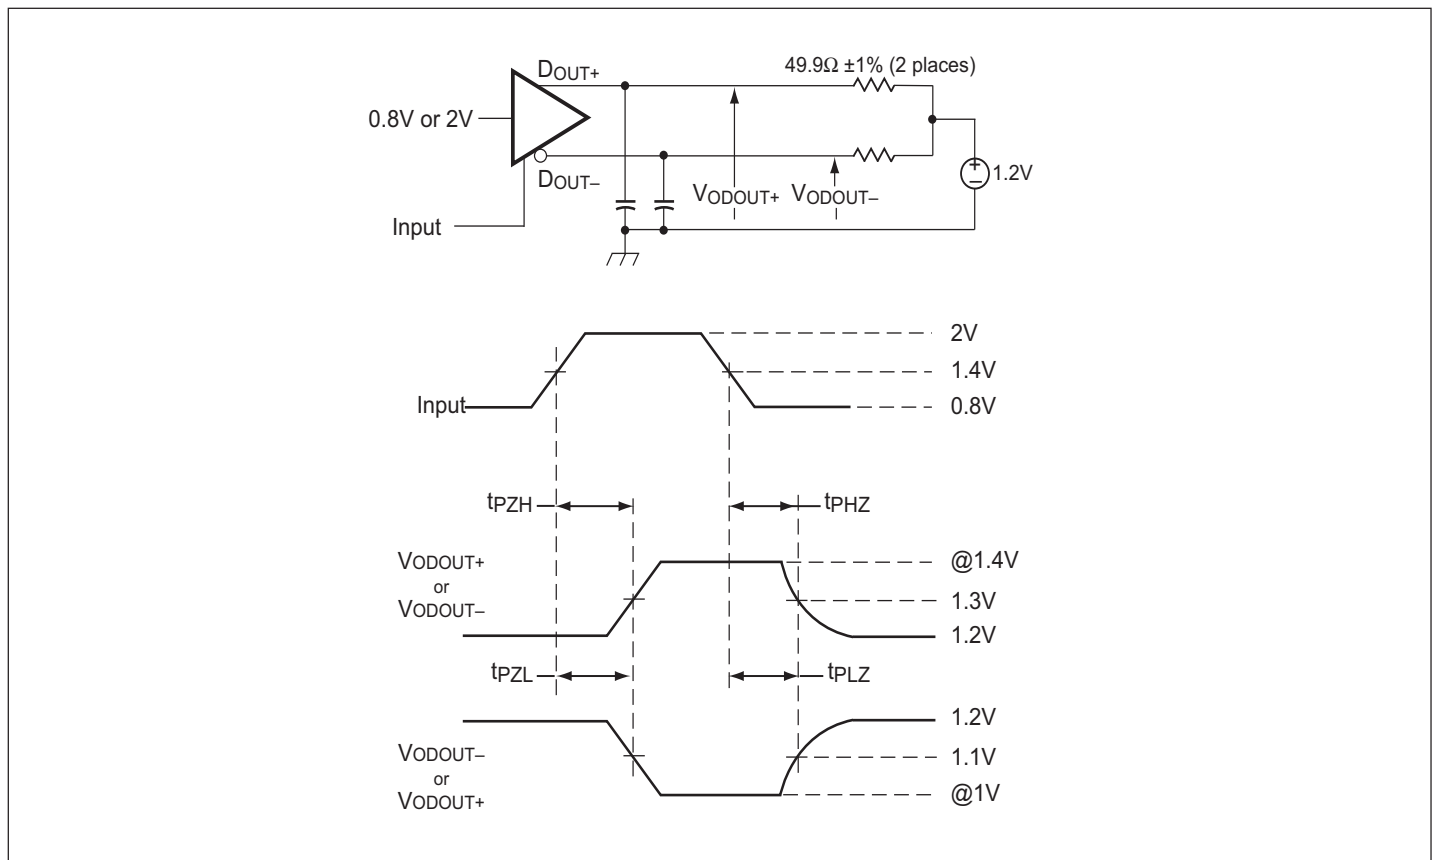 DOUT+
49.9Ω ±1% (2 places)
0.8V or 2V
DOUT–
+
–
1.2V
VODOUT+ VODOUT–
Input
2V
1.4V
Input
0.8V
tPZH
tPHZ
VODOUT+
or
VODOUT–
@1.4V
1.3V
1.2V
tPZL
tPLZ
VODOUT–
or
VODOUT+
1.2V
1.1V
@1V